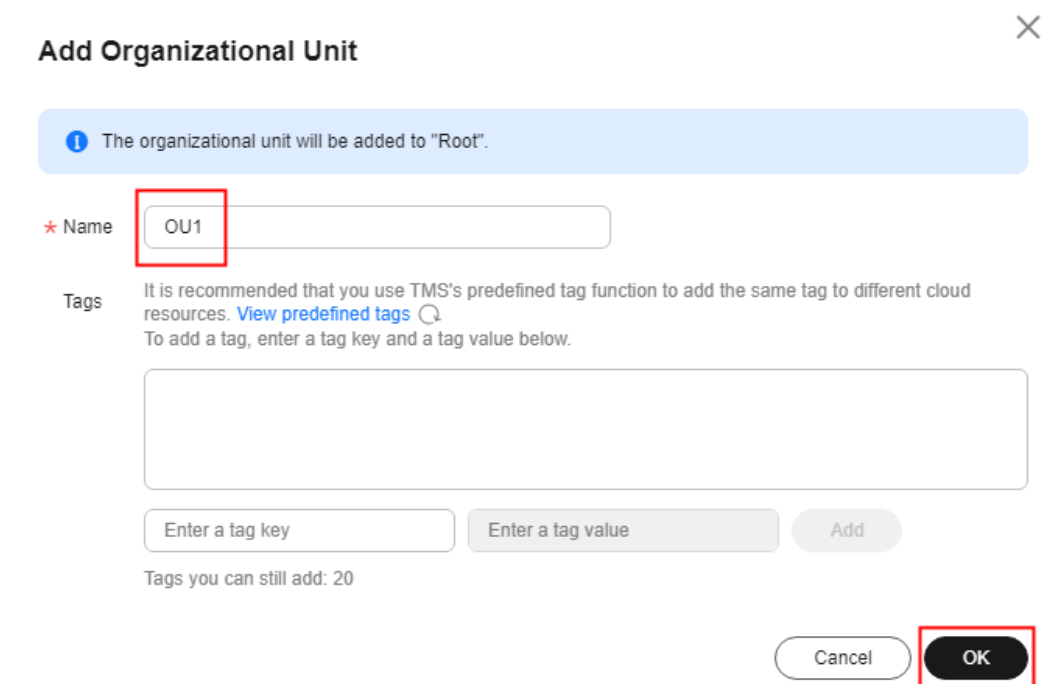 Add Organizational Unit
The organizational unit will be added to "Root".
* Name
OU1
Tags
It is recommended that you use TMS's predefined tag function to add the same tag to different cloud
resources. View predefined tags
To add a tag, enter a tag key and a tag value below.
Enter a tag key
Enter a tag value
Add
Tags you can still add: 20
Cancel
OK